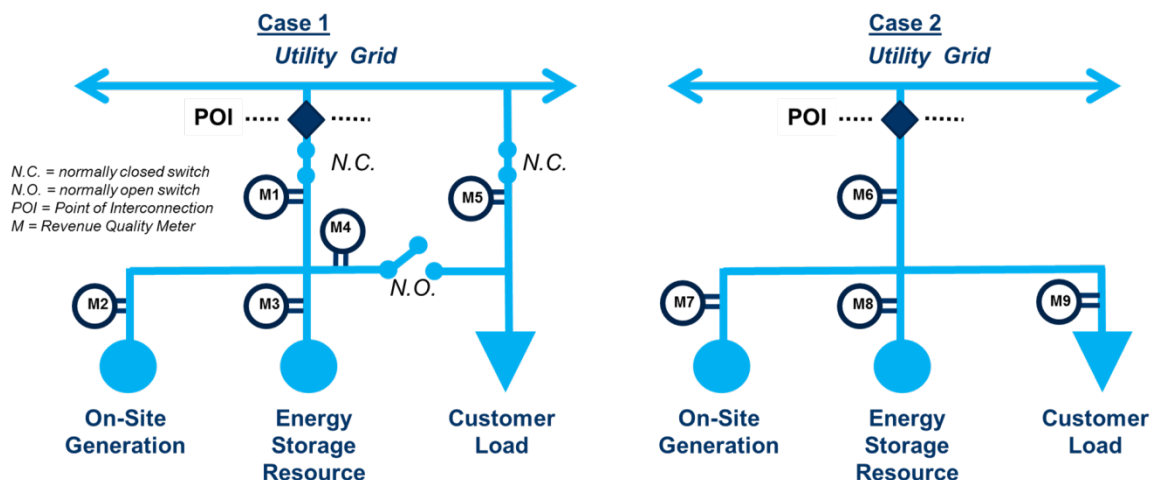 Case 1
Utility Grid
POI
N.C.
N.C.
N.C. = normally closed switch
N.O. = normally open switch
POI = Point of Interconnection
M = Revenue Quality Meter
M1
M5
M4
N.O.
M2
M3
On-Site
Generation
Energy
Storage
Resource
Customer
Load
Case 2
Utility Grid
POI
M6
M7
M8
M9
On-Site
Generation
Energy
Storage
Resource
Customer
Load